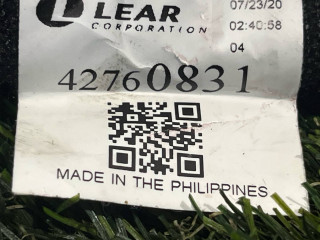 LEAR
CORPORATION
07/23/20
02:40:58
04
42760831
MADE IN THE PHILIPPINES